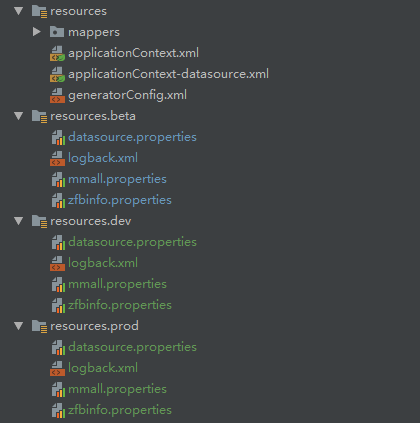 resources
mappers
applicationContext.xml
applicationContext-datasource.xml
generatorConfig.xml
resources.beta
datasource.properties
logback.xml
mmall.properties
zfbinfo.properties
resources.dev
datasource.properties
logback.xml
mmall.properties
zfbinfo.properties
resources.prod
datasource.properties
logback.xml
mmall.properties
zfbinfo.properties